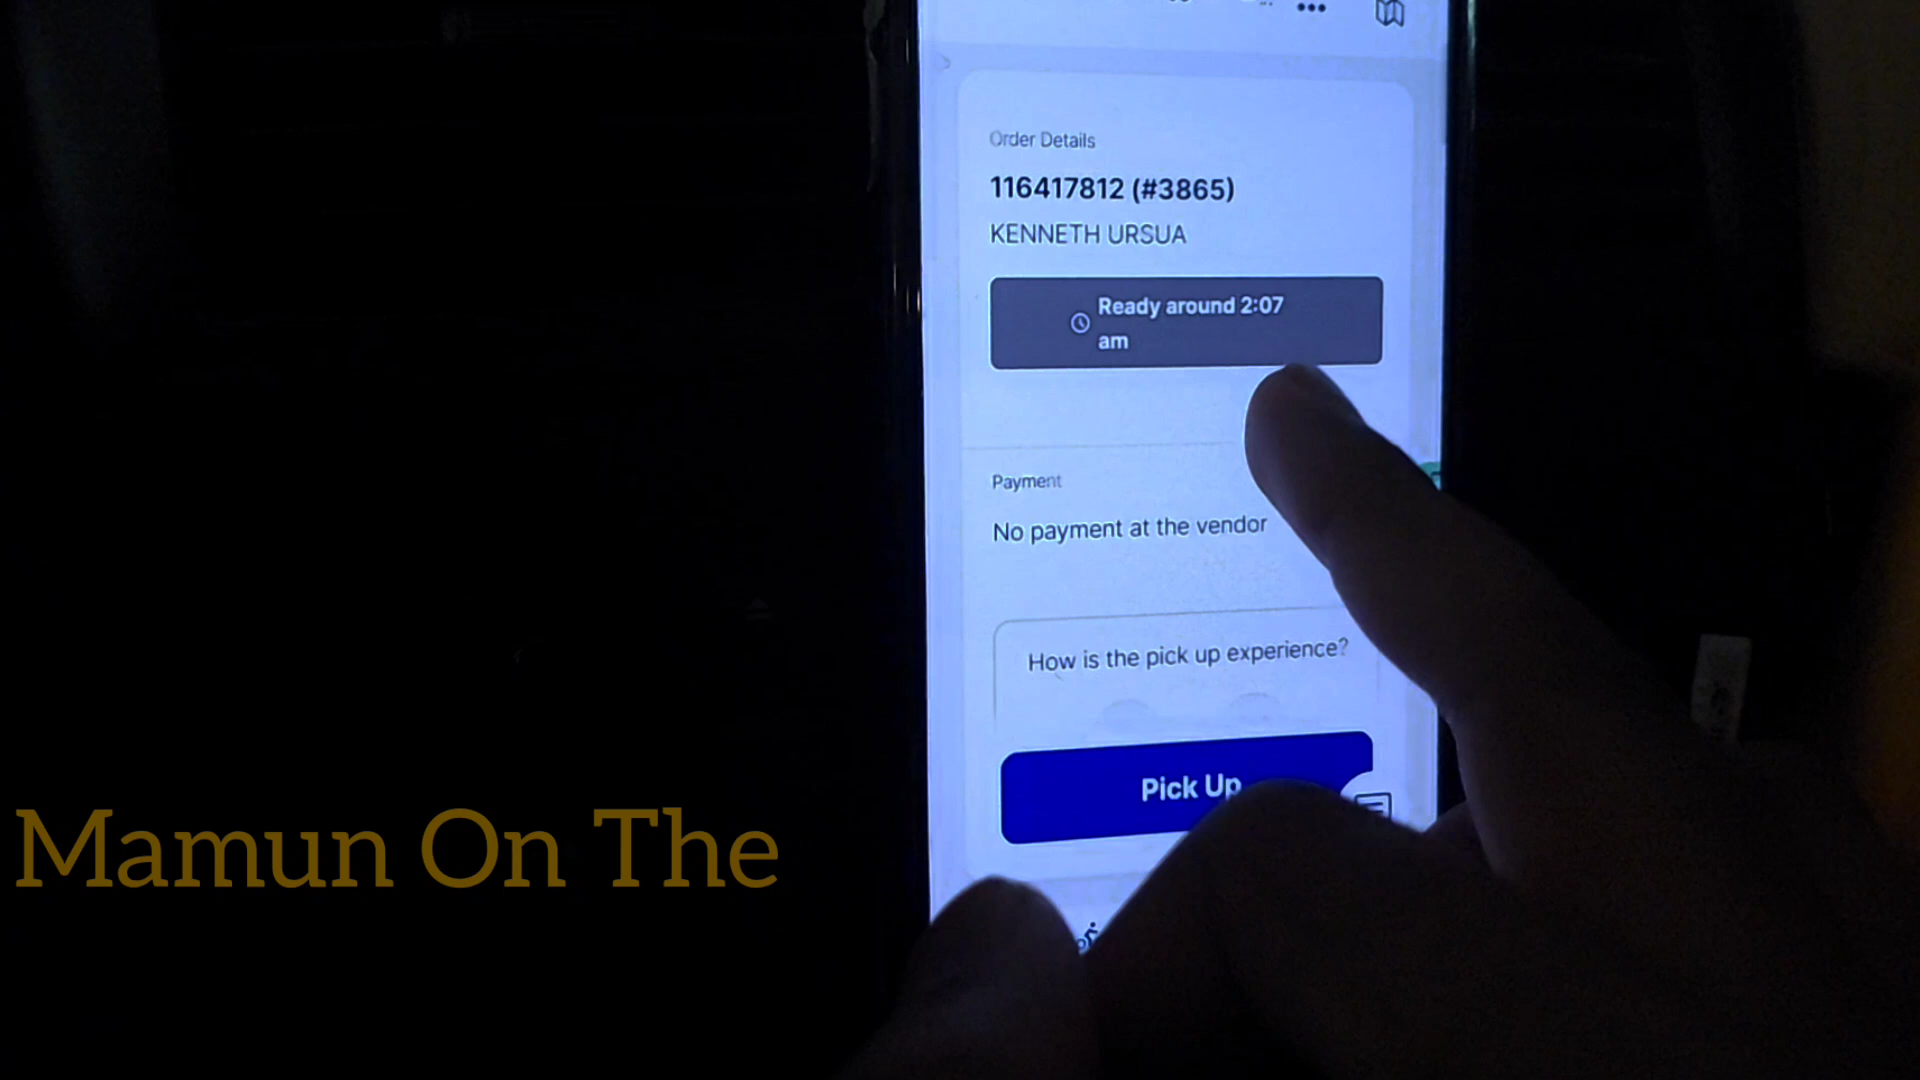 Order Details
116417812 (#3865)
KENNETH URSUA
Ready around 2:07
am
Payment
No payment at the vendor
How is the pick up experience?
Pick Up
Mamun On The